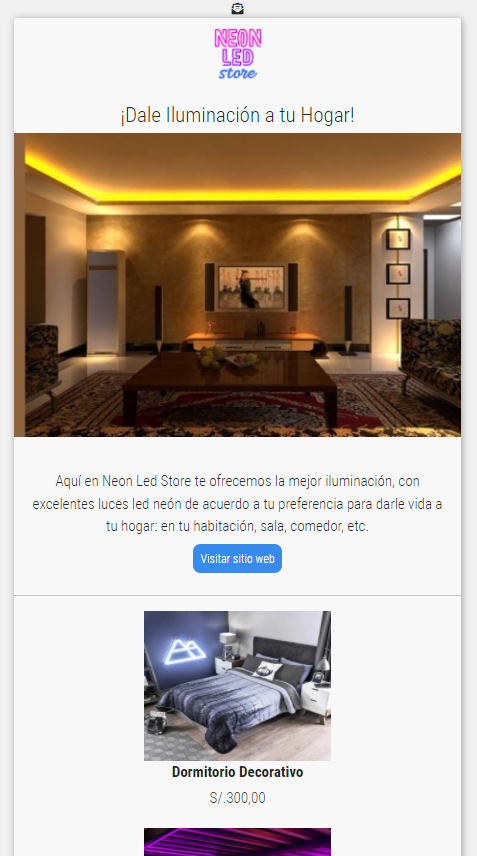 NEON
LED
store
¡Dale Iluminación a tu Hogar!
Aquí en Neon Led Store te ofrecemos la mejor iluminación, con
excelentes luces led neón de acuerdo a tu preferencia para darle vida a
tu hogar: en tu habitación, sala, comedor, etc.
Visitar sitio web
Dormitorio Decorativo
S/.300,00